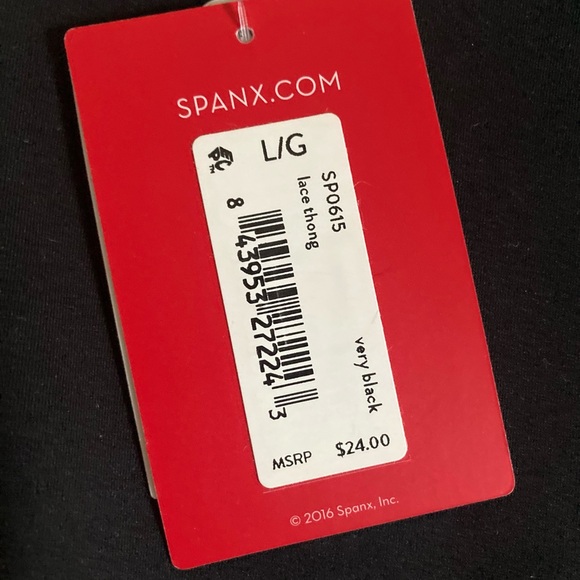 SPANX.COM
L/G
SP0615
lace thong
8 43953 27224 3
very black
MSRP $24.00
© 2016 Spanx, Inc.